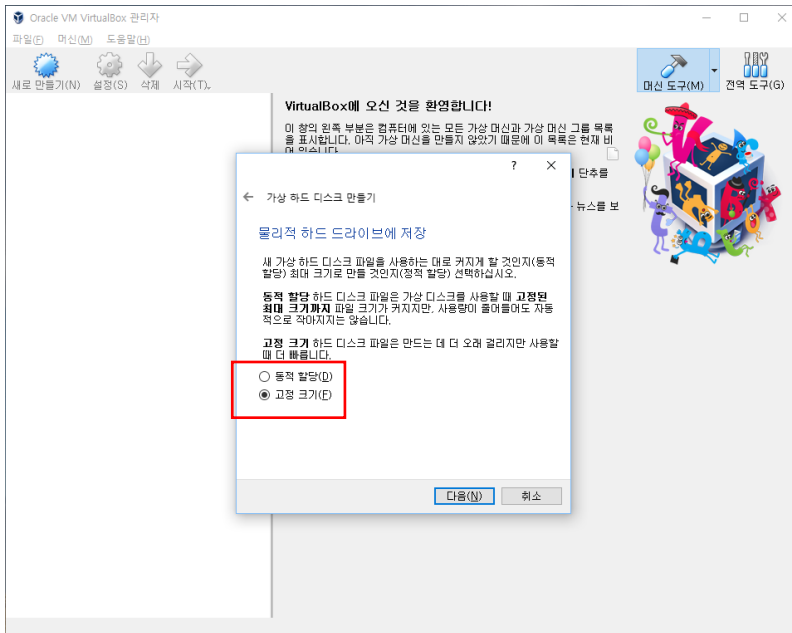 Oracle VM VirtualBox 관리자
파일(F) 머신(M) 도움말(H)
새로 만들기(N) 설정(S) 삭제 시작(T)
머신 도구(M) 전역 도구(G)
VirtualBox에 오신 것을 환영합니다!
이 창의 왼쪽 부분은 컴퓨터에 있는 모든 가상 머신과 가상 머신 그룹 목록
을 표시합니다. 아직 가상 머신을 만들지 않았기 때문에 이 목록은 현재 비
단추를
뉴스를 보
? ×
← 가상 하드 디스크 만들기
물리적 하드 드라이브에 저장
새 가상 하드 디스크 파일을 사용하는 대로 커지게 할 것인지(동적
할당) 최대 크기로 만들 것인지(정적 할당) 선택하십시오.
동적 할당 하드 디스크 파일은 가상 디스크를 사용할 때 고정된
최대 크기까지 파일 크기가 커지지만, 사용량이 줄어들어도 자동
적으로 작아지지는 않습니다.
고정 크기 하드 디스크 파일은 만드는 데 더 오래 걸리지만 사용할
때 더 빠릅니다.
동적 할당(D)
고정 크기(F)
다음(N) 취소